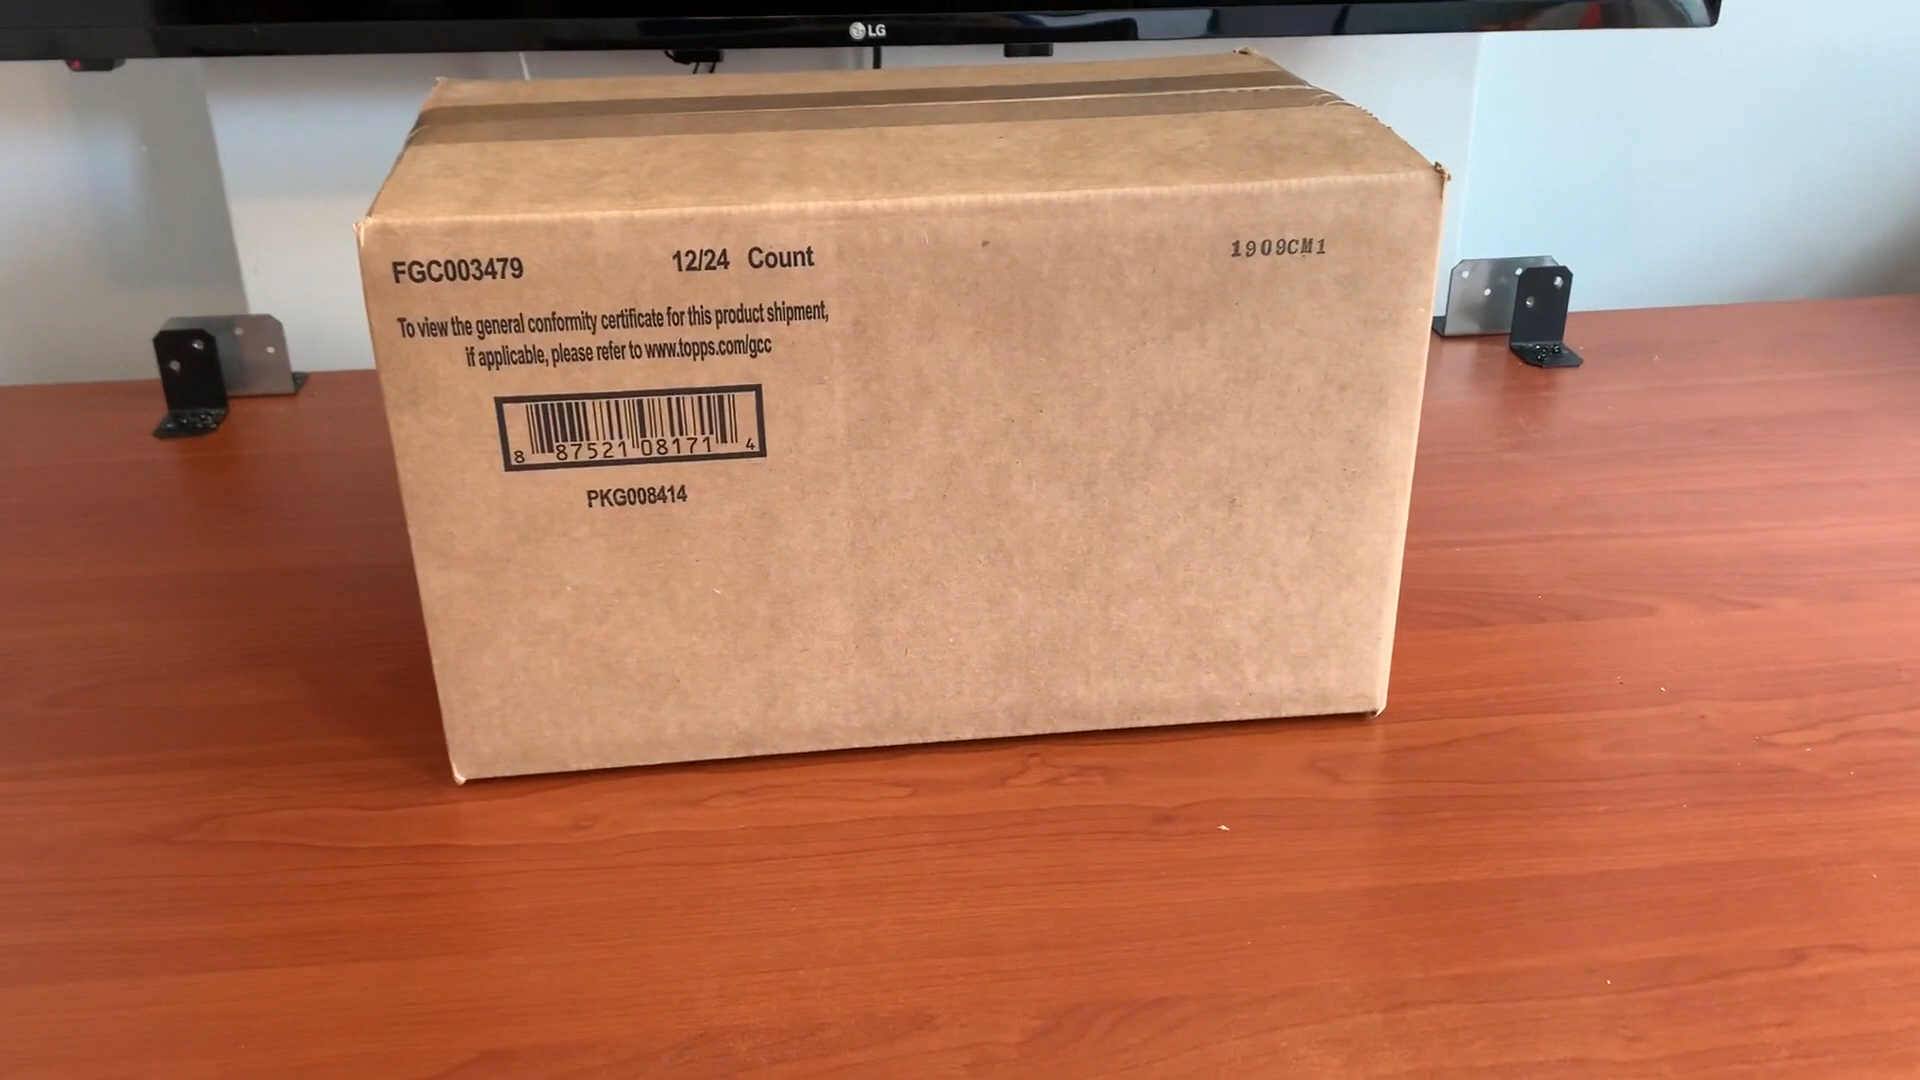 LG
FGC003479
12/24 Count
1909CM1
To view the general conformity certificate for this product shipment,
if applicable, please refer to www.topps.com/gcc
8 87521 08171 4
PKG008414